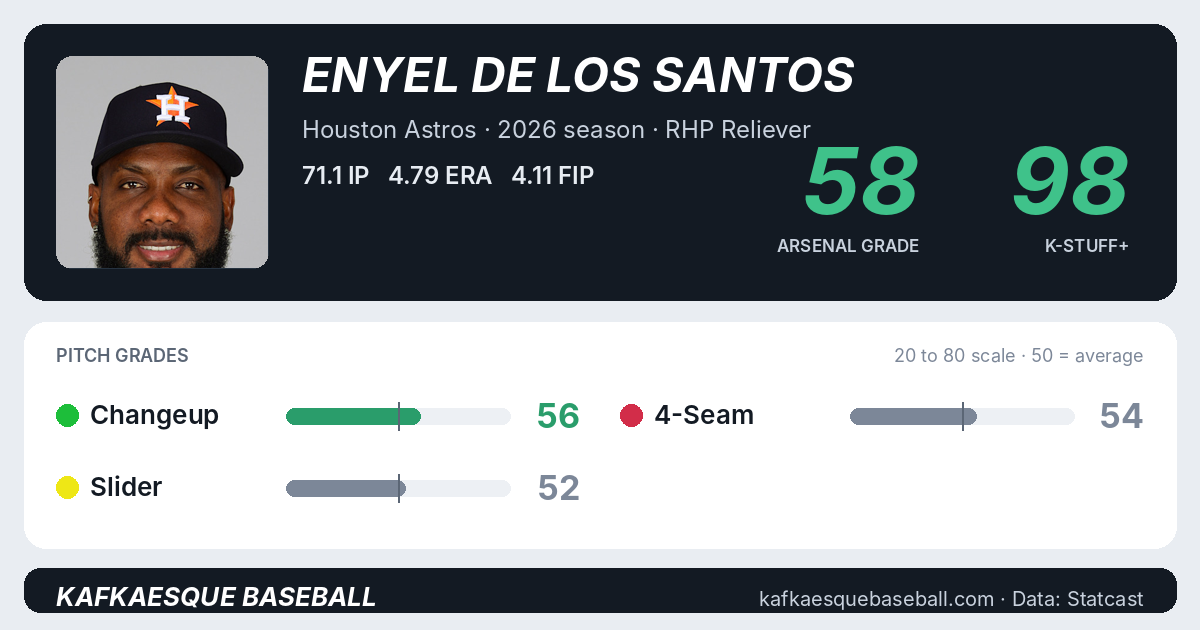 ENYEL DE LOS SANTOS
Houston Astros · 2026 season · RHP Reliever
71.1 IP 4.79 ERA 4.11 FIP
58 98
ARSENAL GRADE K-STUFF+
H
PITCH GRADES 20 to 80 scale · 50 = average
Changeup 56 4-Seam 54
Slider 52
KAFKAESQUE BASEBALL kafkaesquebaseball.com · Data: Statcast